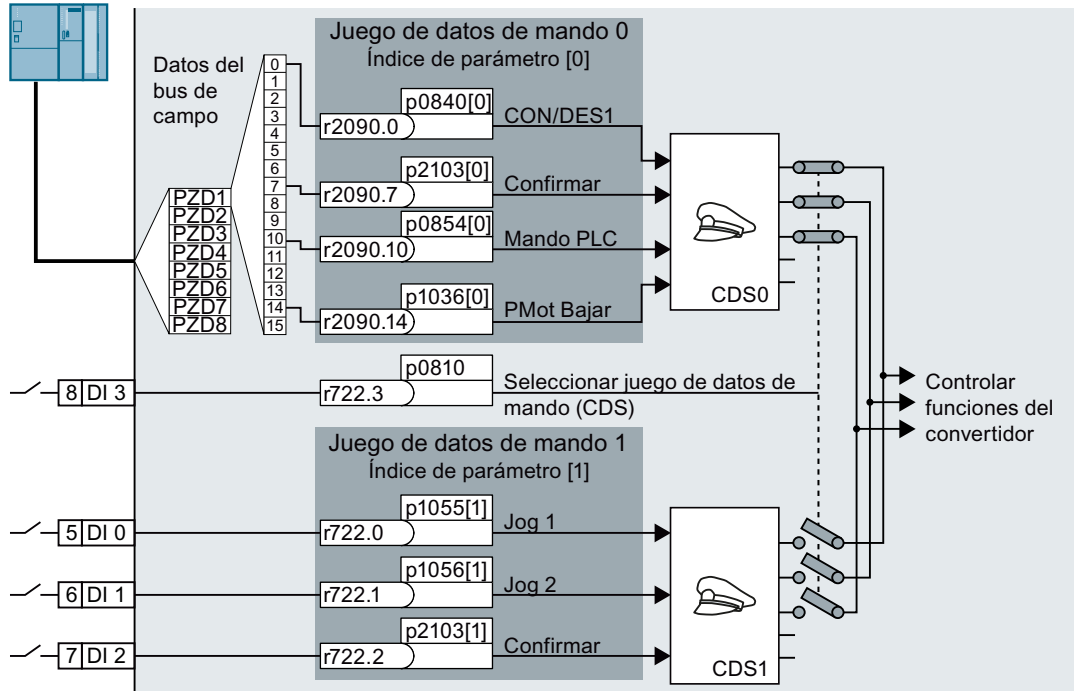 Juego de datos de mando 0
Índice de parámetro [0]
Datos del
bus de
campo
0
1
2
3
4
5
6
7
8
9
10
11
12
13
14
15
PZD1
PZD2
PZD3
PZD4
PZD5
PZD6
PZD7
PZD8
p0840[0]
r2090.0
CON/DES1
p2103[0]
r2090.7
Confirmar
p0854[0]
r2090.10
Mando PLC
p1036[0]
r2090.14
PMot Bajar
CDS0
8 DI 3
p0810
r722.3
Seleccionar juego de datos de
mando (CDS)
Controlar
funciones del
convertidor
Juego de datos de mando 1
Índice de parámetro [1]
5 DI 0
p1055[1]
r722.0
Jog 1
6 DI 1
p1056[1]
r722.1
Jog 2
7 DI 2
p2103[1]
r722.2
Confirmar
CDS1